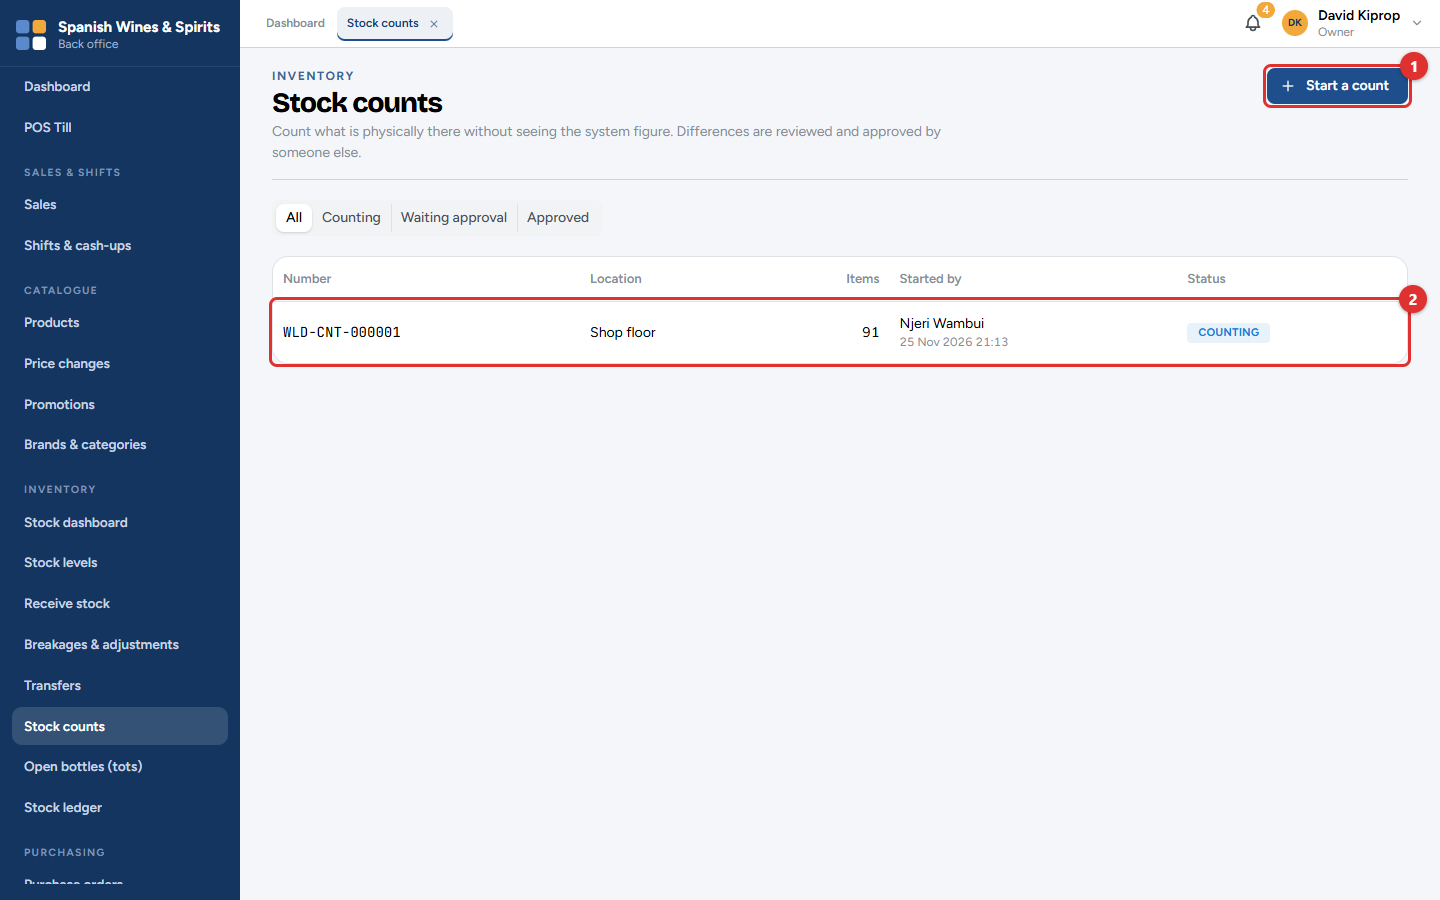 Spanish Wines & Spirits
Back office
Dashboard
POS Till
SALES & SHIFTS
Sales
Shifts & cash-ups
CATALOGUE
Products
Price changes
Promotions
Brands & categories
INVENTORY
Stock dashboard
Stock levels
Receive stock
Breakages & adjustments
Transfers
Stock counts
Open bottles (tots)
Stock ledger
PURCHASING
Purchase orders
Dashboard
Stock counts
4
DK
David Kiprop
Owner
INVENTORY
Stock counts
Count what is physically there without seeing the system figure. Differences are reviewed and approved by
someone else.
Start a count
1
All
Counting
Waiting approval
Approved
Number Location Items Started by Status
2
WLD-CNT-000001 Shop floor 91 Njeri Wambui
25 Nov 2026 21:13
COUNTING